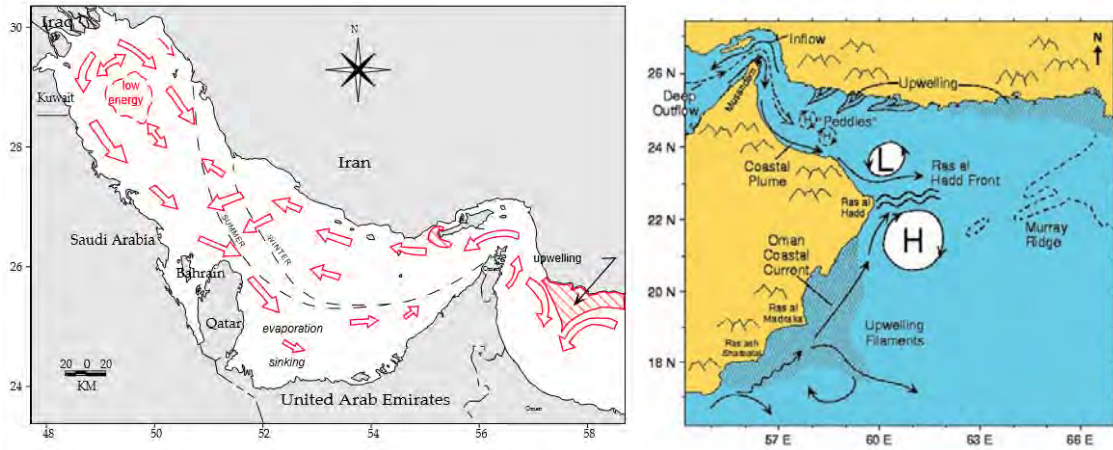 30
28
26
24
48
50
52
54
56
58
Iraq
Kuwait
low
energy
N
Iran
Saudi Arabia
Bahrain
Qatar
SUMMER
WINTER
upwelling
evaporation
sinking
United Arab Emirates
Oman
20 0 20
KM
26 N
24 N
22 N
20 N
18 N
57 E
60 E
63 E
66 E
Inflow
N
Upwelling
Deep
Outflow
Musandam
H
"Peddies"
H
Coastal
Plume
L
Ras al
Hadd Front
Ras al
Hadd
H
Murray
Ridge
Oman
Coastal
Current
Ras al
Madraka
Upwelling
Filaments
Ras ash